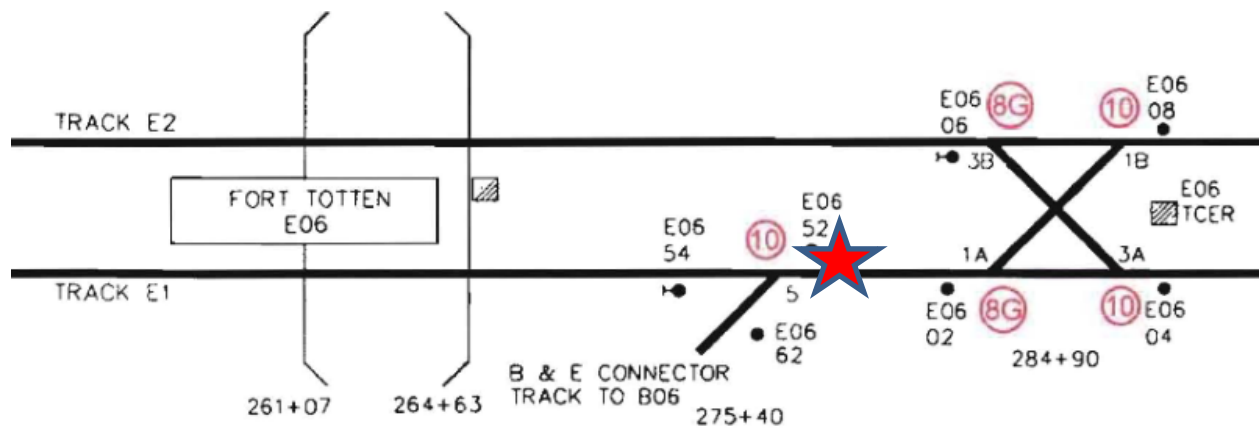 E06
06
8G
10
E06
08
TRACK E2
3B
1B
FORT TOTTEN
E06
E06
TCER
E06
54
10
E06
52
1A
3A
TRACK E1
5
E06
62
E06
02
8G
10
E06
04
284+90
B & E CONNECTOR
TRACK TO B06
261+07
264+63
275+40